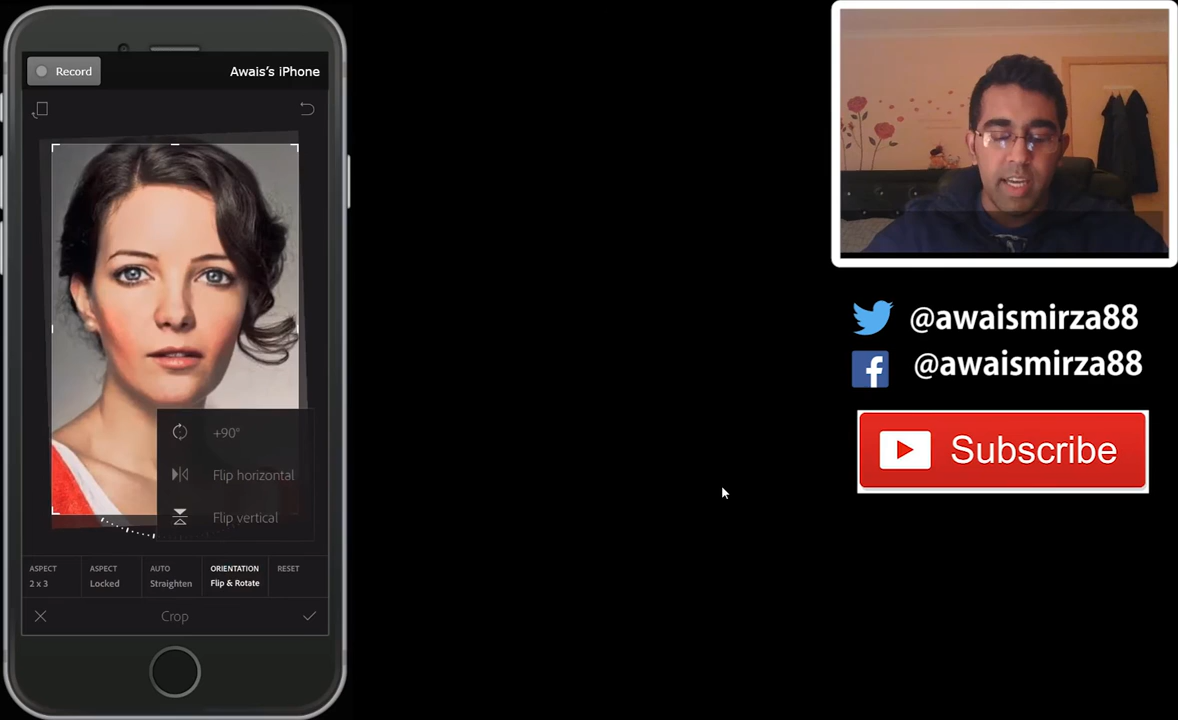 Record
Awais's iPhone
+90°
Flip horizontal
Flip vertical
ASPECT
2 x 3
ASPECT
Locked
AUTO
Straighten
ORIENTATION
Flip & Rotate
RESET
Crop
@awaismirza88
@awaismirza88
Subscribe